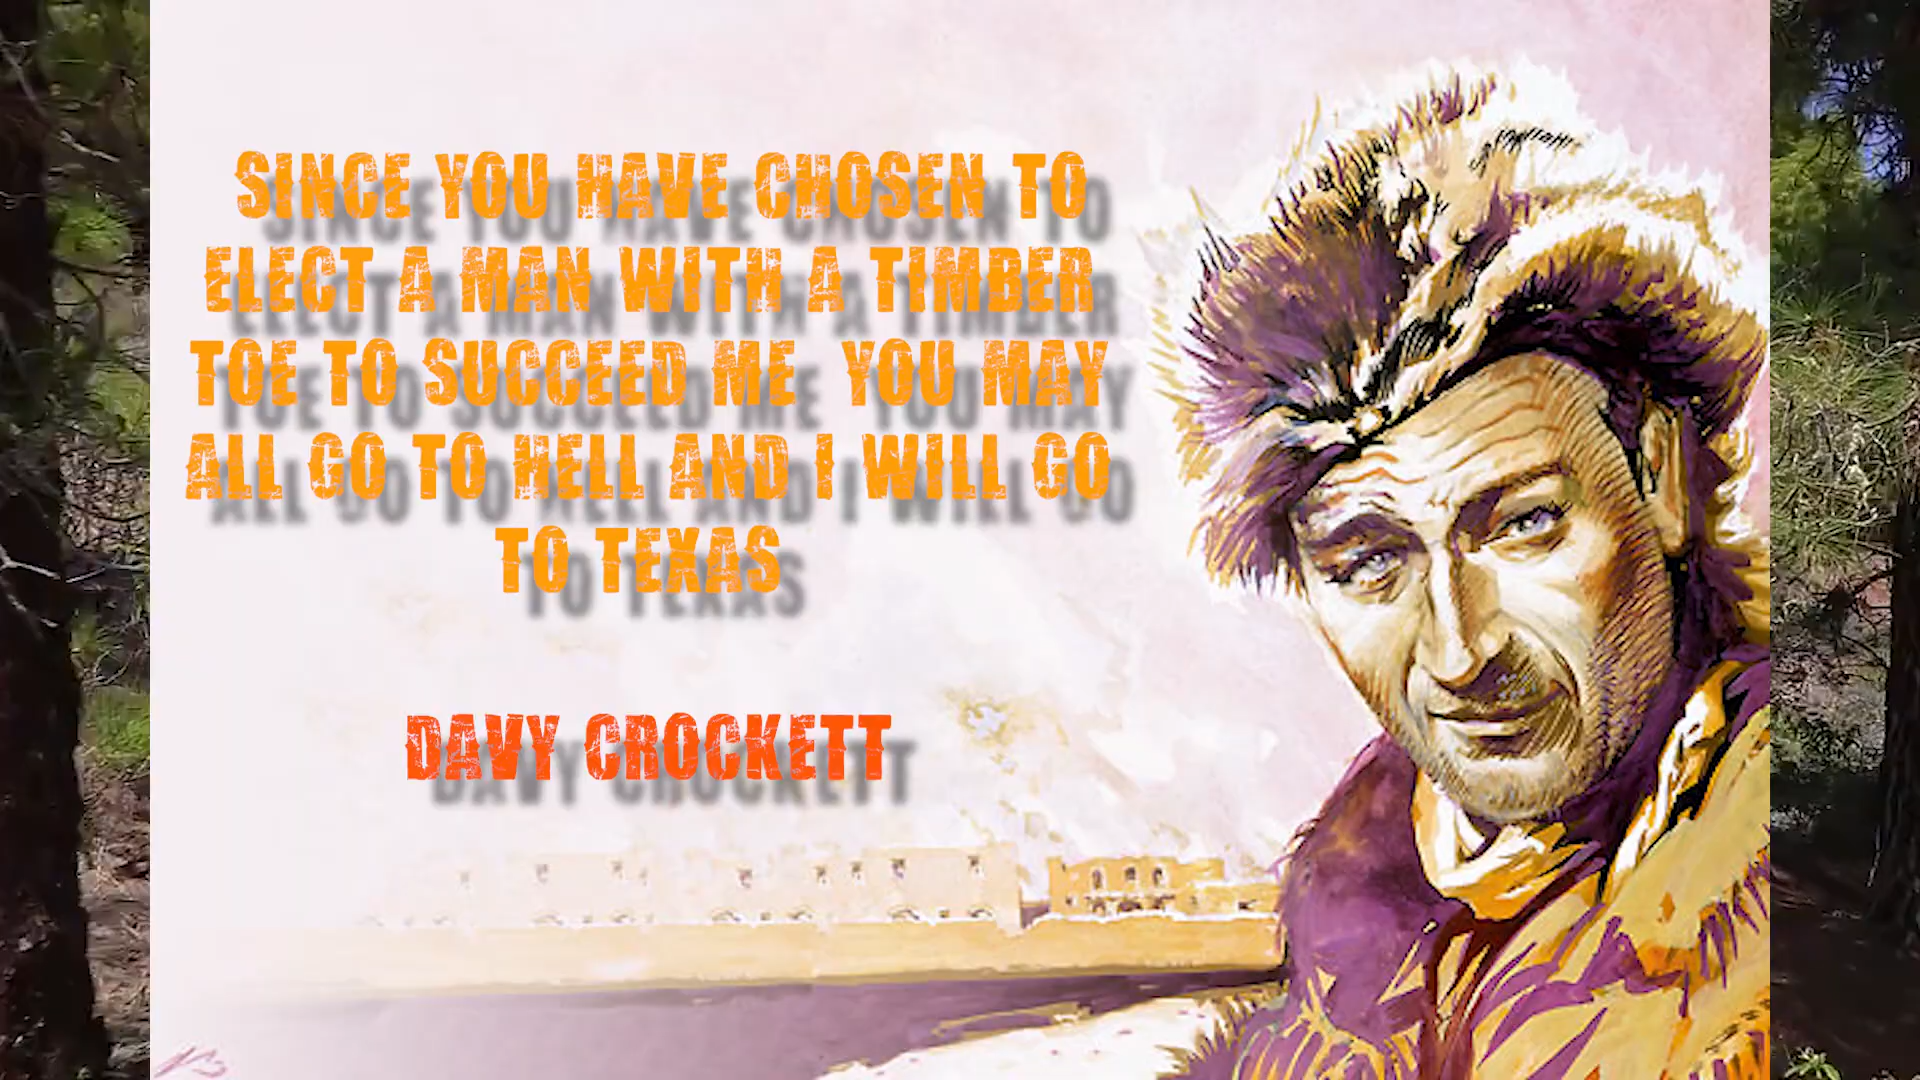 SINCE YOU HAVE CHOSEN TO
ELECT A MAN WITH A TIMBER
TOE TO SUCCEED ME YOU MAY
ALL GO TO HELL AND I WILL GO
TO TEXAS
DAVY CROCKETT